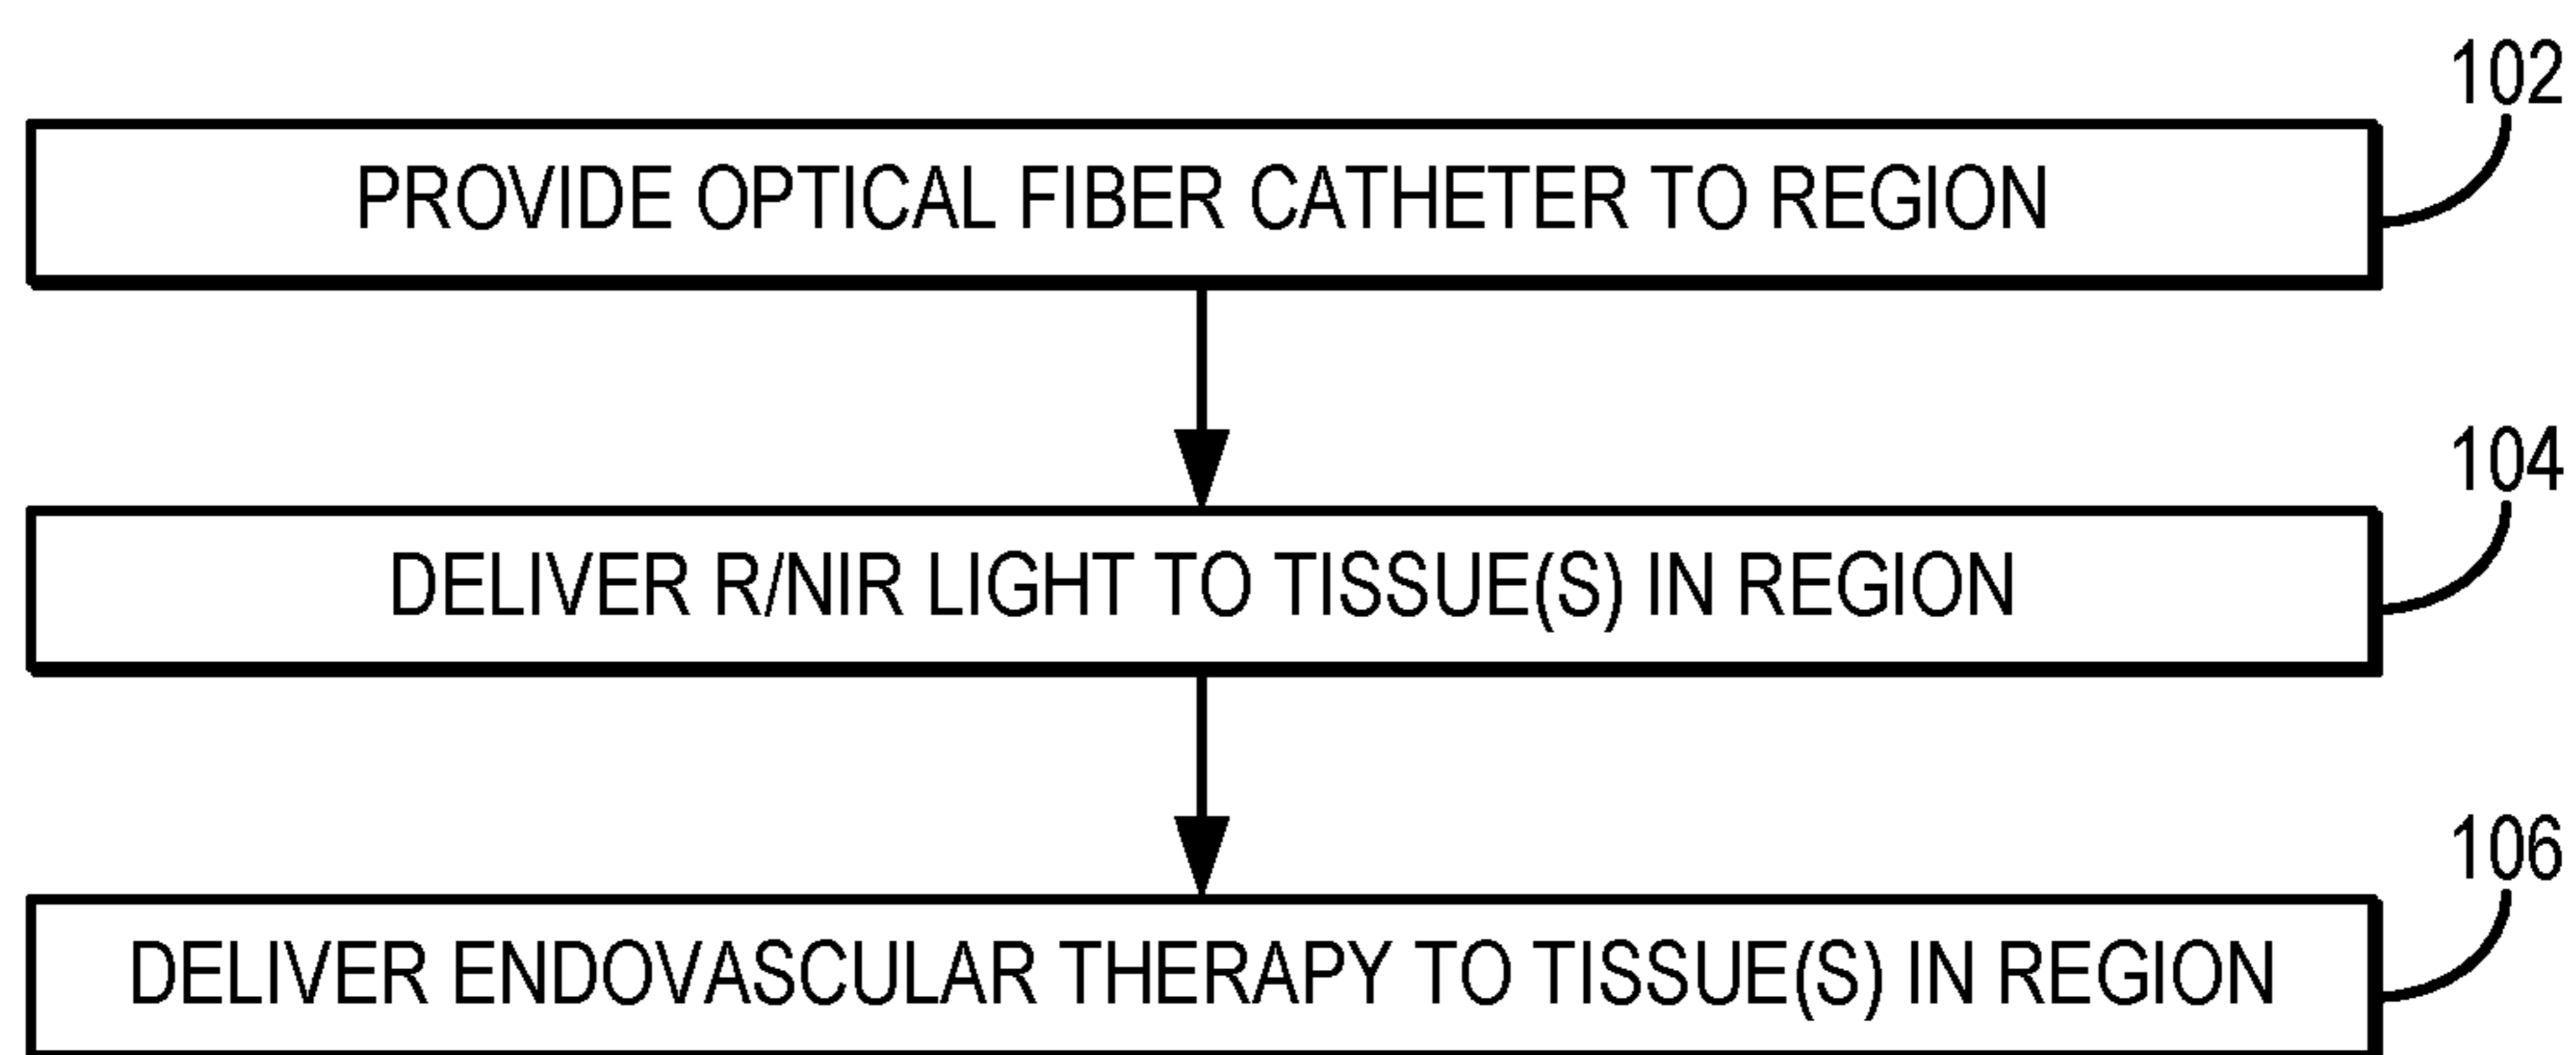 102
PROVIDE OPTICAL FIBER CATHETER TO REGION
104
DELIVER R/NIR LIGHT TO TISSUE(S) IN REGION
106
DELIVER ENDOVASCULAR THERAPY TO TISSUE(S) IN REGION